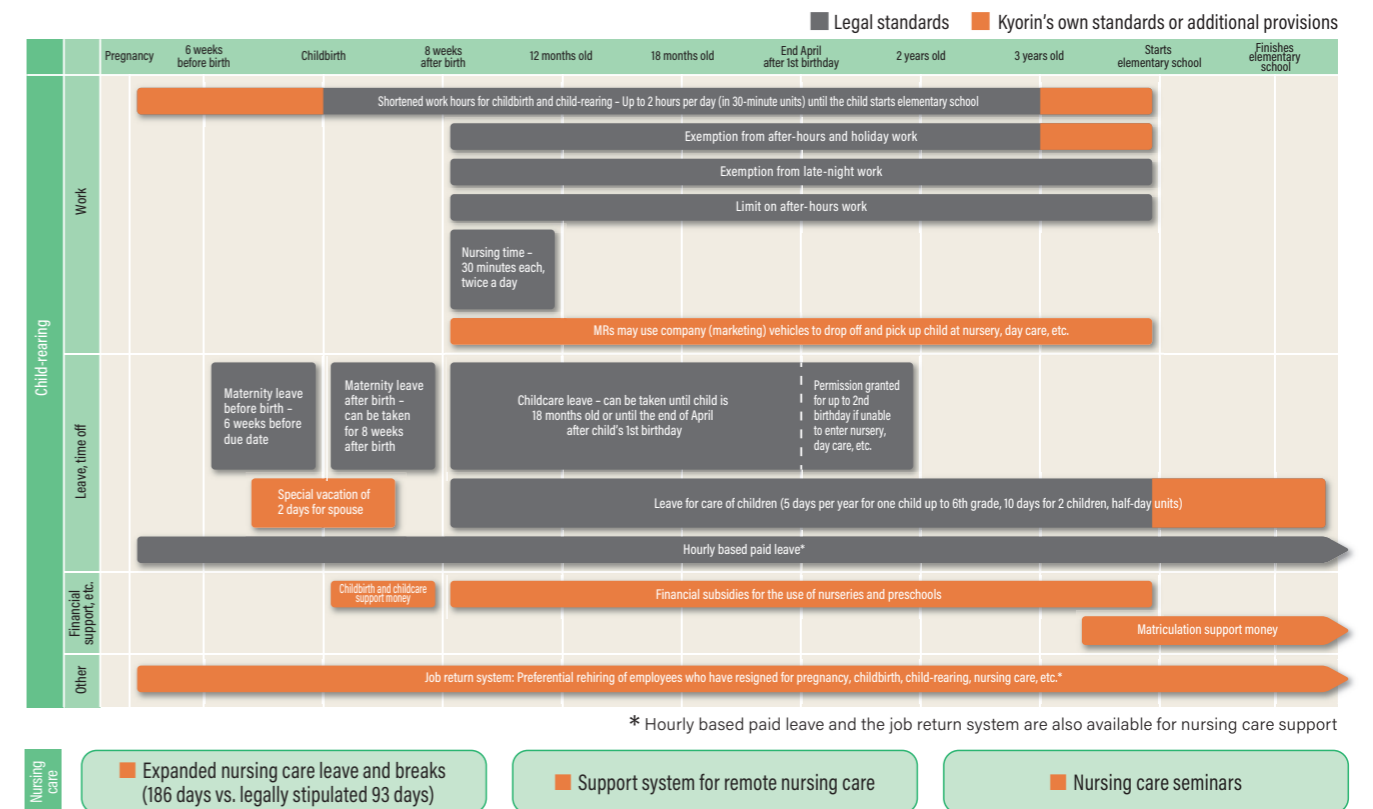 Legal standards
Kyorin's own standards or additional provisions
Pregnancy
6 weeks
before birth
Childbirth
8 weeks
after birth
12 months old
18 months old
End April
after 1st birthday
2 years old
3 years old
Starts
elementary school
Finishes
elementary
school
Child-rearing
Work
Shortened work hours for childbirth and child-rearing – Up to 2 hours per day (in 30-minute units) until the child starts elementary school
Exemption from after-hours and holiday work
Exemption from late-night work
Limit on after-hours work
Nursing time –
30 minutes each,
twice a day
MRs may use company (marketing) vehicles to drop off and pick up child at nursery, day care, etc.
Leave, time off
Maternity leave
before birth –
6 weeks before
due date
Maternity leave
after birth –
can be taken
for 8 weeks
after birth
Childcare leave – can be taken until child is
18 months old or until the end of April
after child's 1st birthday
Permission granted
for up to 2nd
birthday if unable
to enter nursery,
day care, etc.
Special vacation of
2 days for spouse
Leave for care of children (5 days per year for one child up to 6th grade, 10 days for 2 children, half-day units)
Hourly based paid leave*
Financial
support, etc.
Childbirth and childcare
support money
Financial subsidies for the use of nurseries and preschools
Matriculation support money
Other
Job return system: Preferential rehiring of employees who have resigned for pregnancy, childbirth, child-rearing, nursing care, etc.*
* Hourly based paid leave and the job return system are also available for nursing care support
Nursing
care
Expanded nursing care leave and breaks
(186 days vs. legally stipulated 93 days)
Support system for remote nursing care
Nursing care seminars